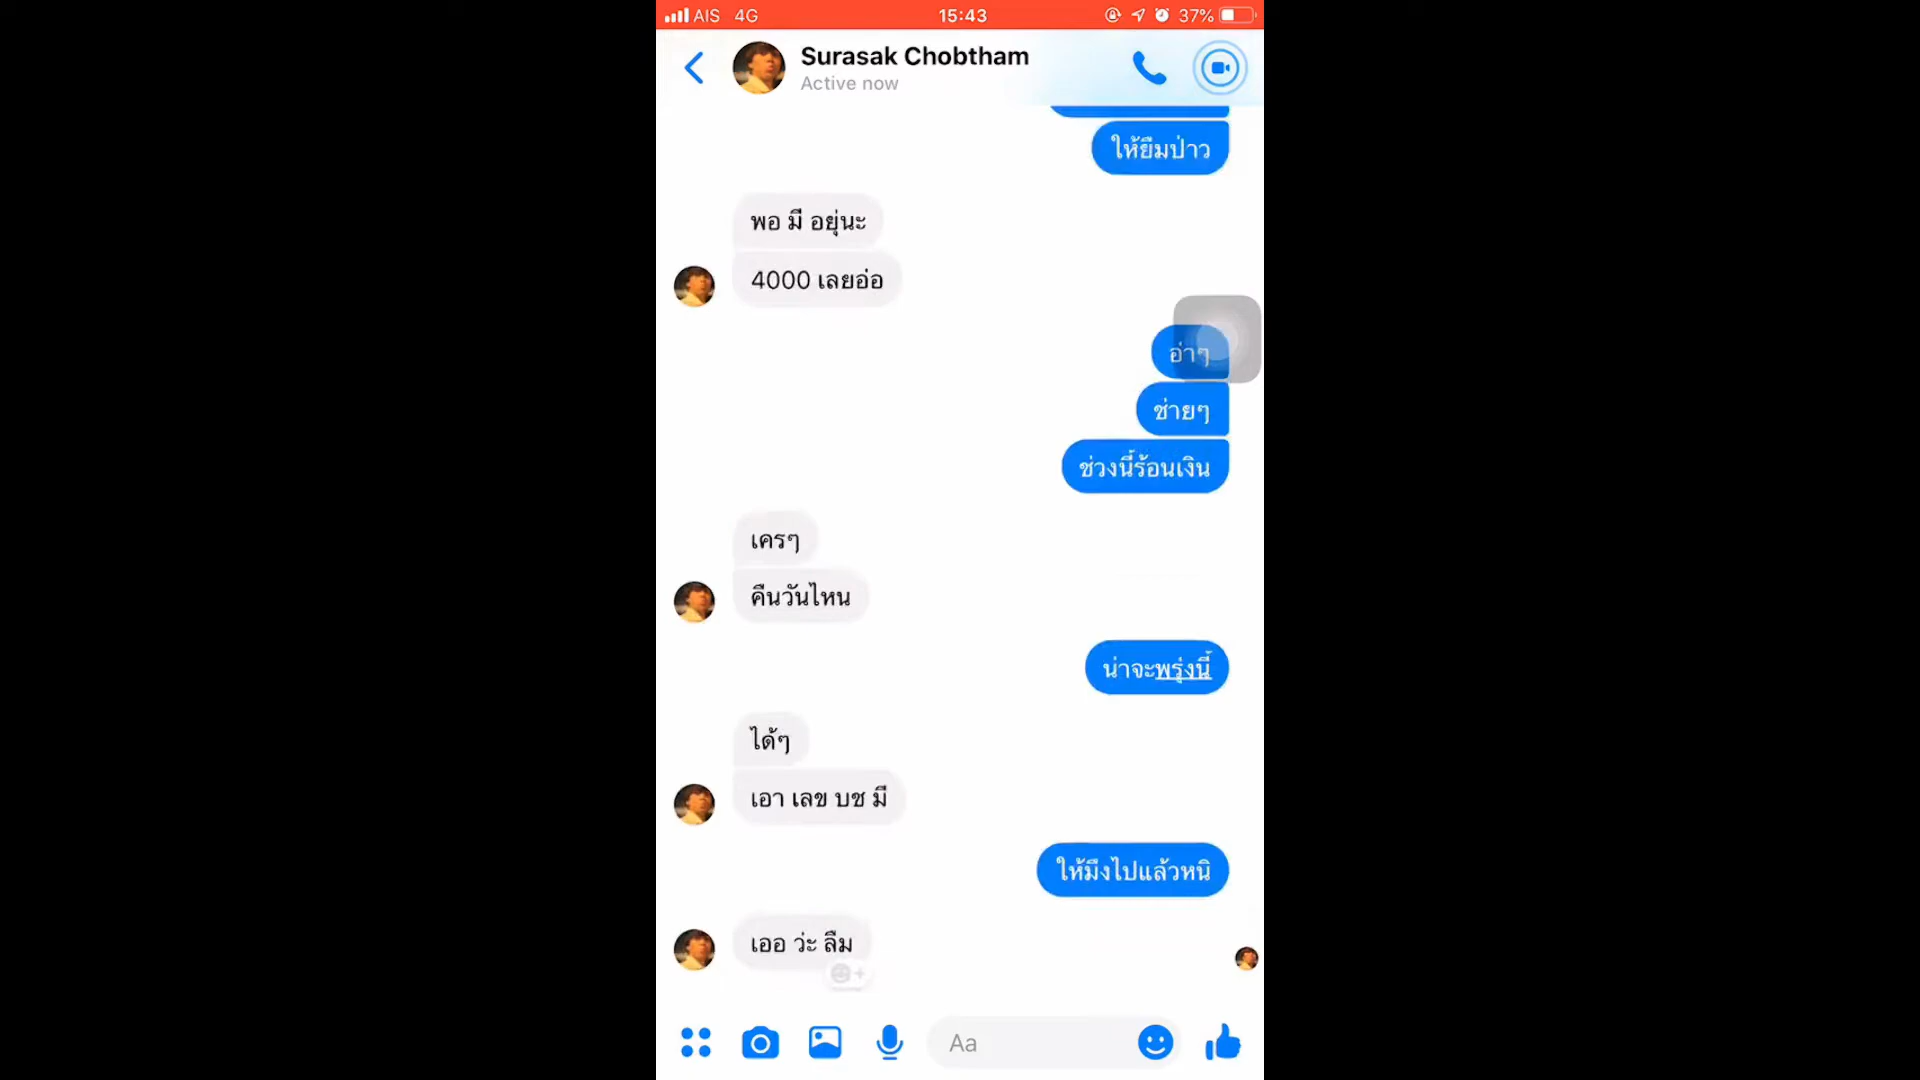 AIS 4G 15:43 37%
Surasak Chobtham
Active now
ให้ยืมป่าว
พอ มี อยุ่นะ
4000 เลยอ่อ
อ่าๆ
ช่ายๆ
ช่วงนี้ร้อนเงิน
เครๆ
คืนวันไหน
น่าจะพรุ่งนี้
ได้ๆ
เอา เลข บช มี
ให้มึงไปแล้วหนิ
เออ ว่ะ ลืม
Aa